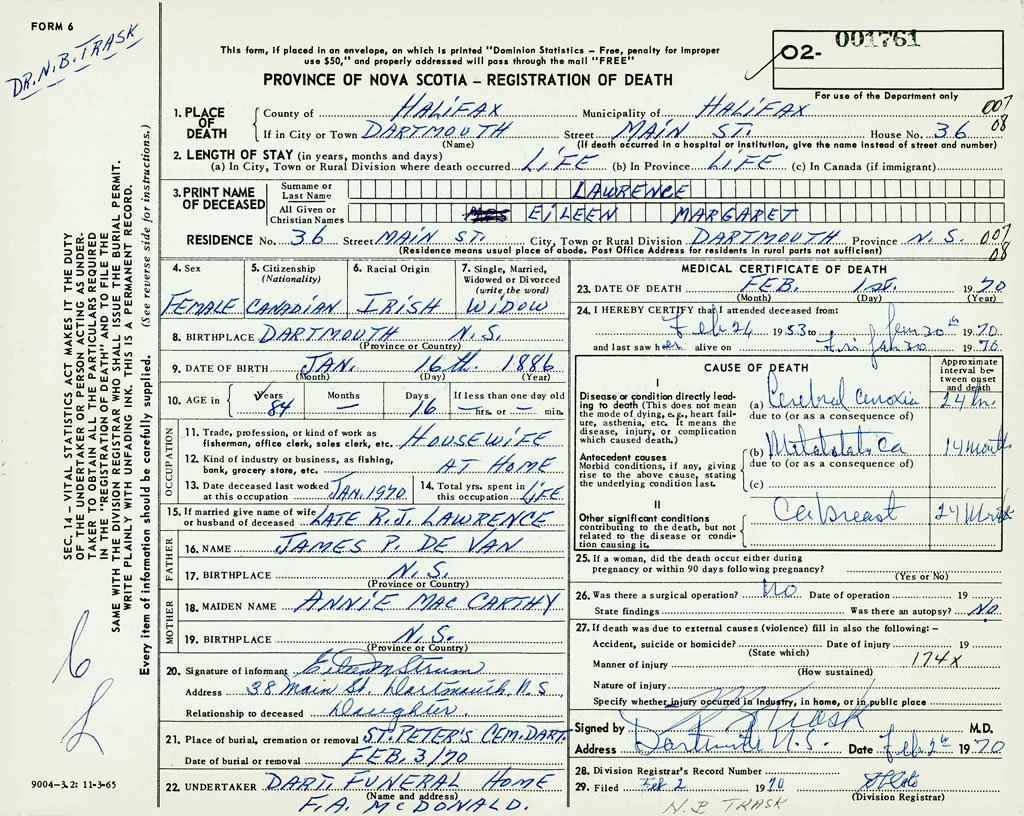 FORM 6
DR. N. B. TRASK
This form, if placed in an envelope, on which is printed "Dominion Statistics – Free, penalty for improper
use $50," and properly addressed will pass through the mail "FREE"
PROVINCE OF NOVA SCOTIA – REGISTRATION OF DEATH
02- 001761
For use of the Department only
1. PLACE OF DEATH County of HALIFAX Municipality of HALIFAX 007
If in City or Town DARTMOUTH Street MAIN ST. House No. 36 08
(Name) (If death occurred in a hospital or institution, give the name instead of street and number)
2. LENGTH OF STAY (in years, months and days)
(a) In City, Town or Rural Division where death occurred LIFE (b) In Province LIFE (c) In Canada (if immigrant)
3. PRINT NAME OF DECEASED Surname or Last Name LAWRENCE
All Given or Christian Names EILEEN MARGARET
RESIDENCE No. 36 Street MAIN ST. City, Town or Rural Division DARTMOUTH Province N.S. 007
(Residence means usual place of abode. Post Office Address for residents in rural parts not sufficient) 08
4. Sex FEMALE
5. Citizenship (Nationality) CANADIAN
6. Racial Origin IRISH
7. Single, Married, Widowed or Divorced (write the word) WIDOW
8. BIRTHPLACE DARTMOUTH N.S.
(Province or Country)
9. DATE OF BIRTH JAN. 16th. 1886
(Month) (Day) (Year)
10. AGE in Years 84 Months – Days 16 If less than one day old – hrs. or – min.
OCCUPATION
11. Trade, profession, or kind of work as fisherman, office clerk, sales clerk, etc. HOUSEWIFE
12. Kind of industry or business, as fishing, bank, grocery store, etc. AT HOME
13. Date deceased last worked at this occupation JAN. 1970 14. Total yrs. spent in this occupation LIFE
15. If married give name of wife or husband of deceased LATE R.J. LAWRENCE
FATHER
16. NAME JAMES P. DE VAN
17. BIRTHPLACE N.S.
(Province or Country)
MOTHER
18. MAIDEN NAME ANNIE MAC CARTHY
19. BIRTHPLACE N.S.
(Province or Country)
20. Signature of informant Strum
Address 38 Main St. Dartmouth, N.S
Relationship to deceased Daughter.
21. Place of burial, cremation or removal ST. PETER'S CEM. DART.
Date of burial or removal FEB. 3/70
22. UNDERTAKER DART. FUNERAL HOME
(Name and address)
F.A. MCDONALD.
MEDICAL CERTIFICATE OF DEATH
23. DATE OF DEATH FEB. 1st. 1970
(Month) (Day) (Year)
24. I HEREBY CERTIFY that I attended deceased from:
Feb 26 1953 to Jan 30th 1970
and last saw her alive on Fri Jan 30 1970
CAUSE OF DEATH
Approximate interval between onset and death
I
Disease or condition directly leading to death (This does not mean the mode of dying, e.g., heart failure, asthenia, etc. It means the disease, injury, or complication which caused death.)
(a) Cerebral anoxia 24 hr.
due to (or as a consequence of)
Antecedent causes
Morbid conditions, if any, giving rise to the above cause, stating the underlying condition last.
(b) Ca 14 months
due to (or as a consequence of)
(c)
II
Other significant conditions contributing to the death, but not related to the disease or condition causing it.
Ca breast 24
25. If a woman, did the death occur either during
pregnancy or within 90 days following pregnancy?
(Yes or No)
26. Was there a surgical operation? No Date of operation 19
State findings Was there an autopsy? No
27. If death was due to external causes (violence) fill in also the following: –
Accident, suicide or homicide? Date of injury 19
(State which) 174X
Manner of injury
(How sustained)
Nature of injury
Specify whether injury occurred in Industry, in home, or in public place
Signed by Trask M.D.
Address Dartmouth N.S. Date Feb 2nd 1970
28. Division Registrar's Record Number
29. Filed Feb 2 1970
(Division Registrar)
N.B TRASK
SEC. 14 – VITAL STATISTICS ACT MAKES IT THE DUTY
OF THE UNDERTAKER OR PERSON ACTING AS UNDER-
TAKER TO OBTAIN ALL THE PARTICULARS REQUIRED
IN THE "REGISTRATION OF DEATH" AND TO FILE THE
SAME WITH THE DIVISION REGISTRAR WHO SHALL ISSUE THE BURIAL PERMIT.
WRITE PLAINLY WITH UNFADING INK. THIS IS A PERMANENT RECORD.
Every item of information should be carefully supplied. (See reverse side for instructions.)
9004-3.2: 11-3-65